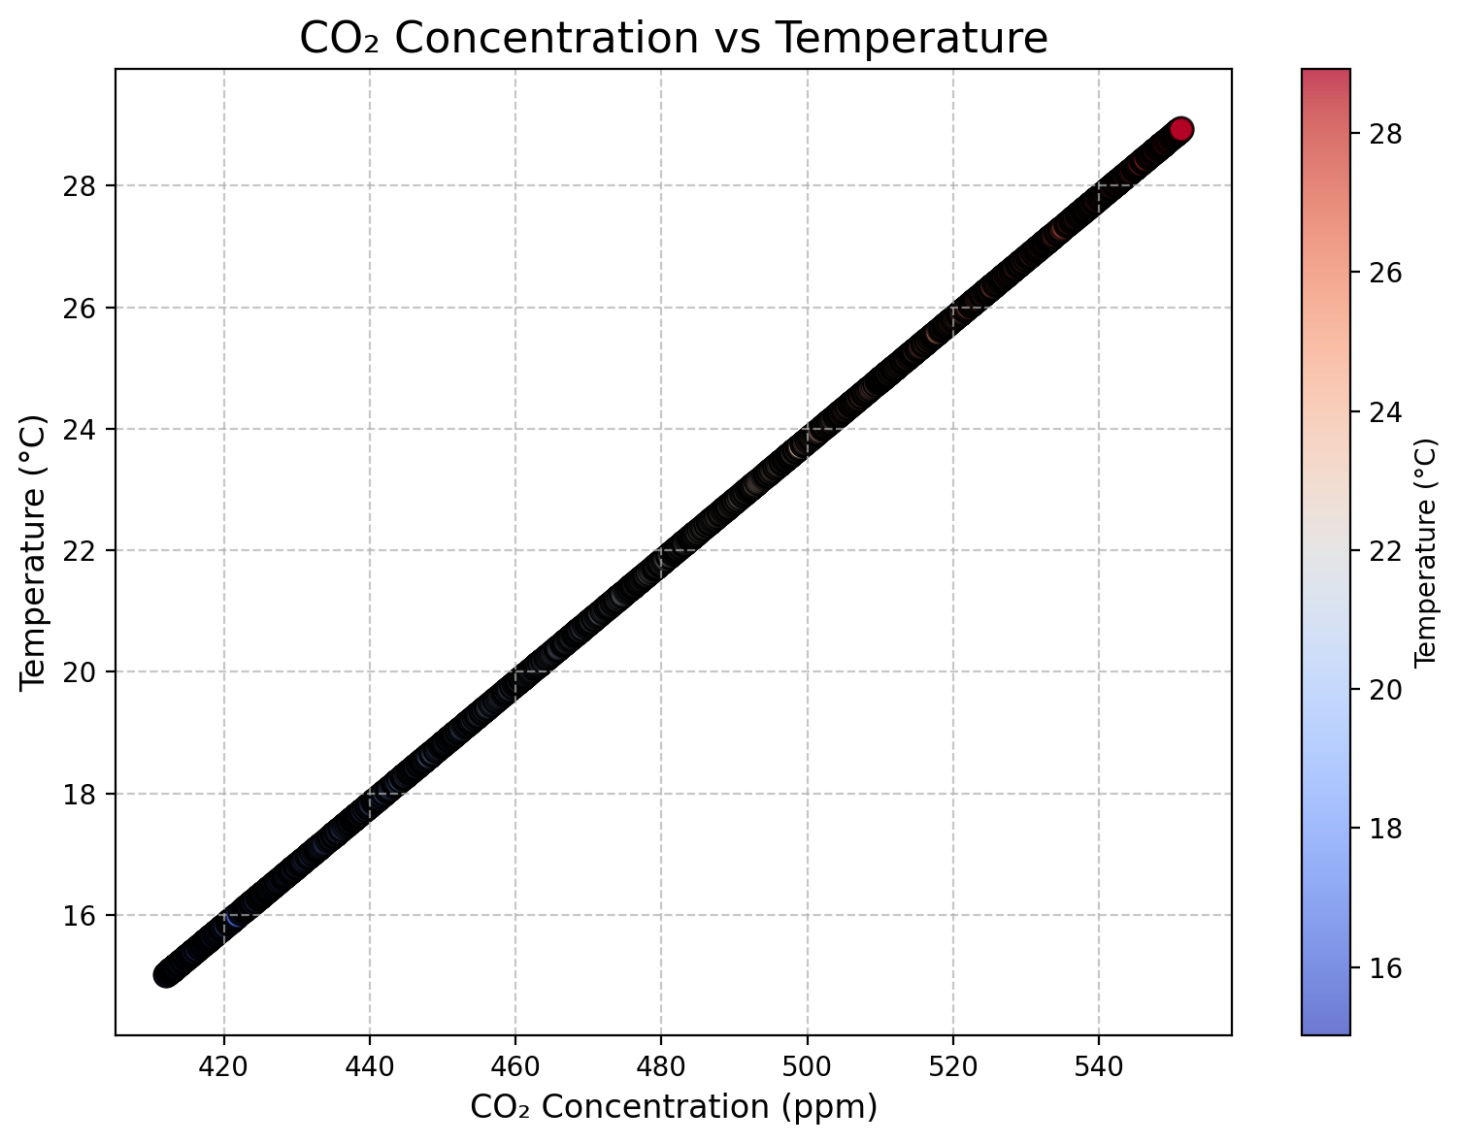 CO₂ Concentration vs Temperature
28
26
24
22
20
18
16
Temperature (°C)
420 440 460 480 500 520 540
CO₂ Concentration (ppm)
28
26
24
22
20
18
16
Temperature (°C)